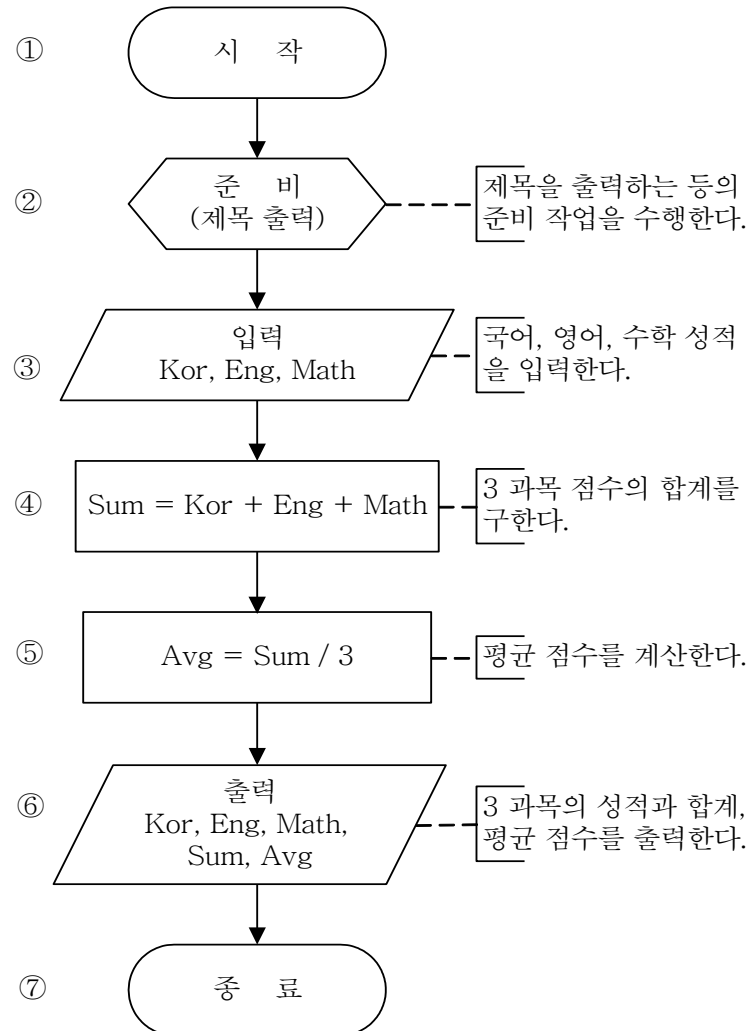 ①
시 작
②
준 비
(제목 출력)
제목을 출력하는 등의
준비 작업을 수행한다.
③
입력
Kor, Eng, Math
국어, 영어, 수학 성적
을 입력한다.
④
Sum = Kor + Eng + Math
3 과목 점수의 합계를
구한다.
⑤
Avg = Sum / 3
평균 점수를 계산한다.
⑥
출력
Kor, Eng, Math,
Sum, Avg
3 과목의 성적과 합계,
평균 점수를 출력한다.
⑦
종 료